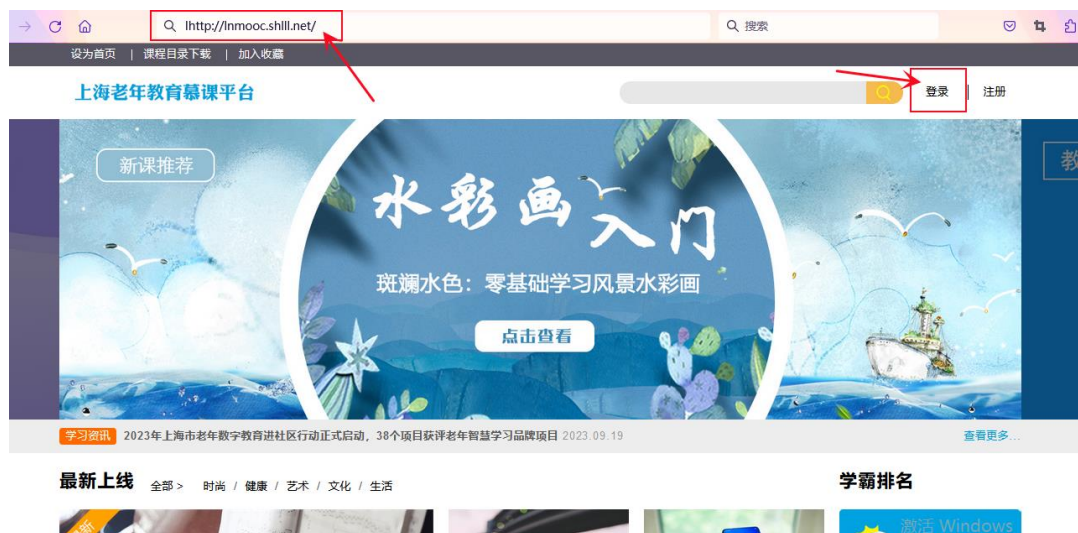 lhttp://lnmooc.shlll.net/ 搜索
设为首页 | 课程目录下载 | 加入收藏
上海老年教育慕课平台 登录 | 注册
新课推荐 教
水彩画入门
斑斓水色：零基础学习风景水彩画
点击查看
学习资讯 2023年上海市老年数字教育进社区行动正式启动，38个项目获评老年智慧学习品牌项目 2023.09.19 查看更多...
最新上线 全部 > 时尚 / 健康 / 艺术 / 文化 / 生活 学霸排名
新 激活 Windows